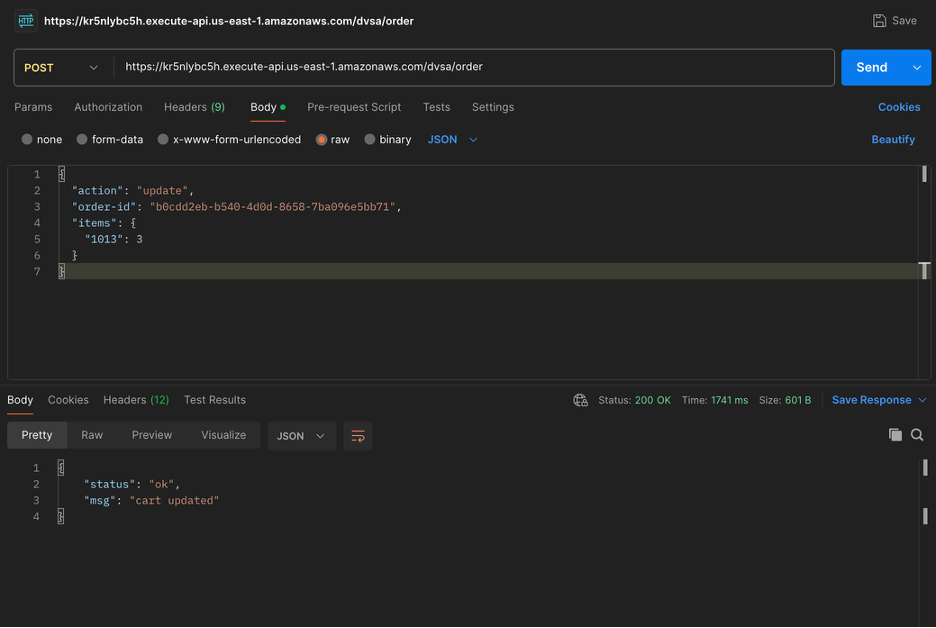 HTTP https://kr5nlybc5h.execute-api.us-east-1.amazonaws.com/dvsa/order Save
POST https://kr5nlybc5h.execute-api.us-east-1.amazonaws.com/dvsa/order Send
Params Authorization Headers (9) Body Pre-request Script Tests Settings Cookies
none form-data x-www-form-urlencoded raw binary JSON Beautify
1 {
2 "action": "update",
3 "order-id": "b0cdd2eb-b540-4d0d-8658-7ba096e5bb71",
4 "items": {
5 "1013": 3
6 }
7 }
Body Cookies Headers (12) Test Results Status: 200 OK Time: 1741 ms Size: 601 B Save Response
Pretty Raw Preview Visualize JSON
1 {
2 "status": "ok",
3 "msg": "cart updated"
4 }